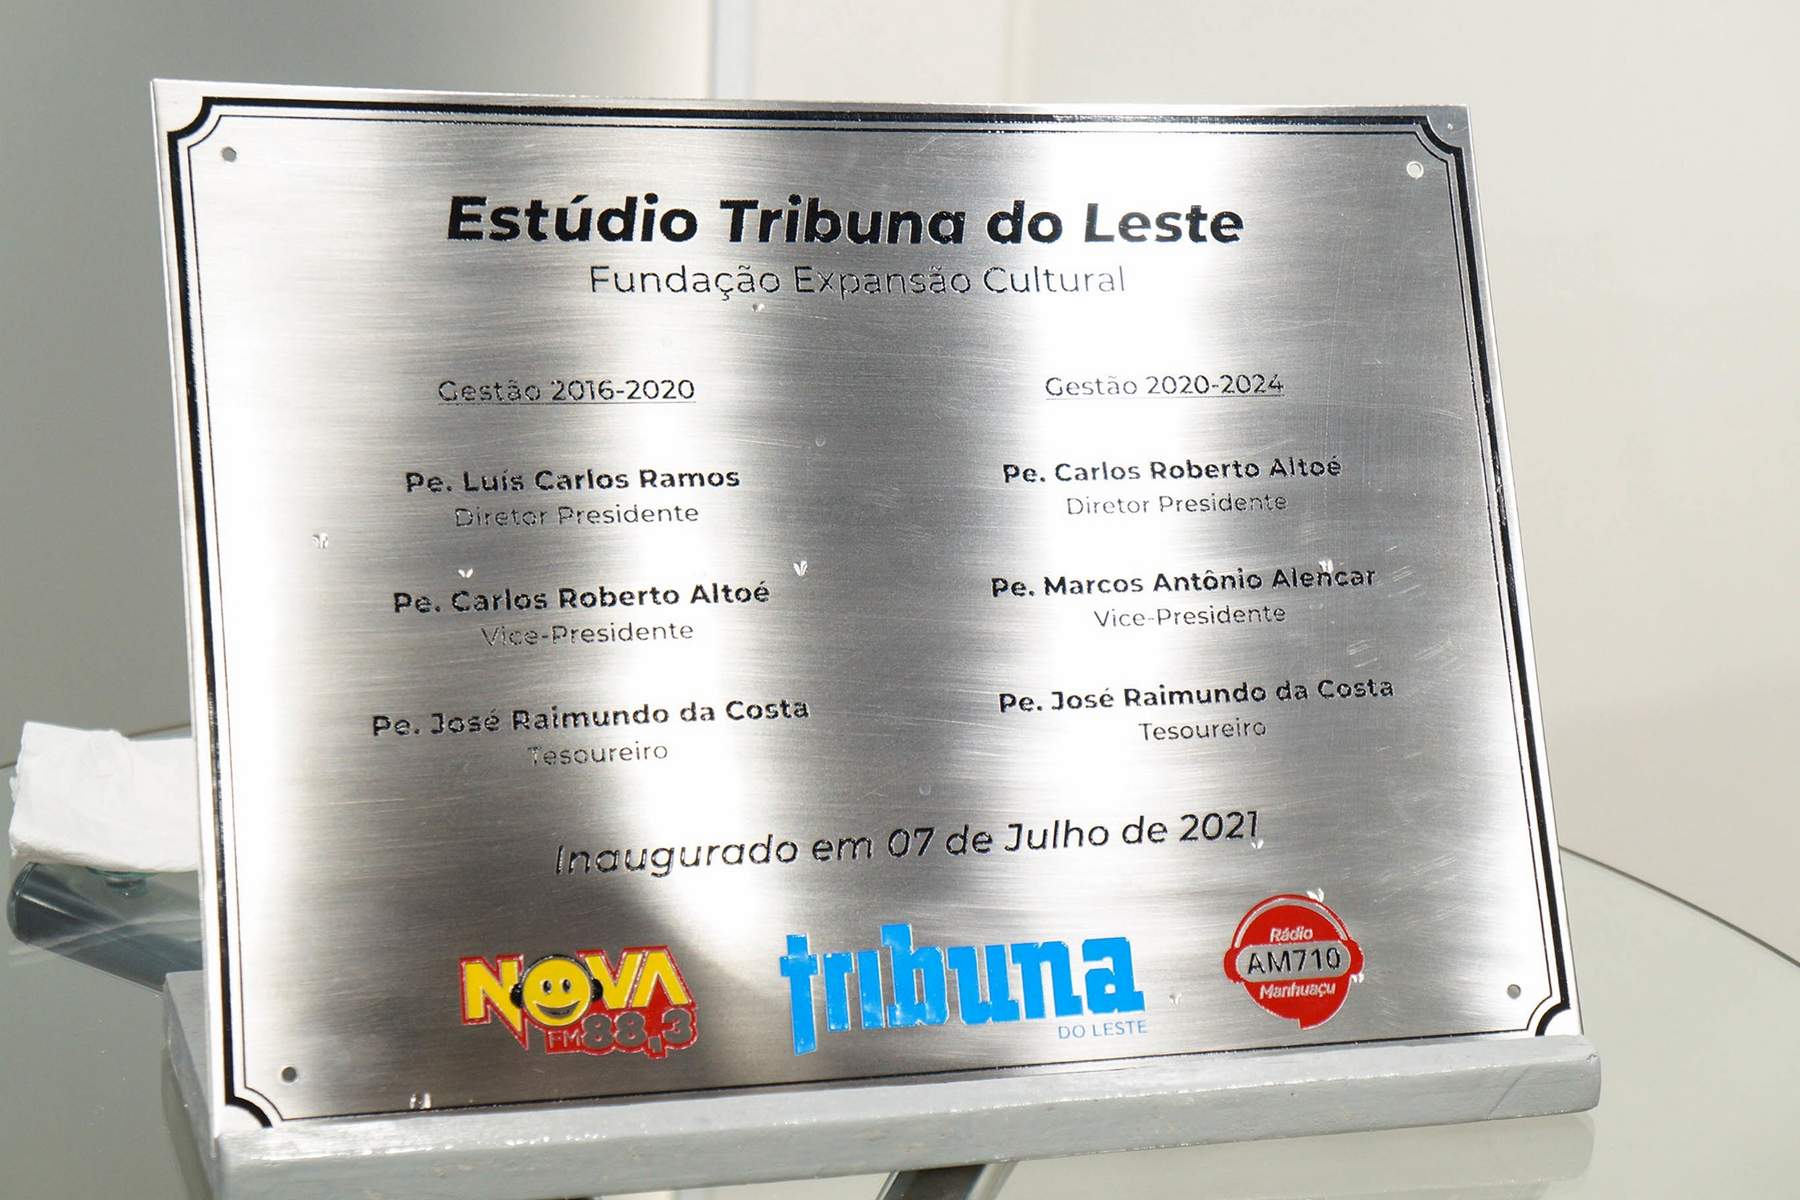 Estúdio Tribuna do Leste
Fundação Expansão Cultural
Gestão 2016-2020
Pe. Luís Carlos Ramos
Diretor Presidente
Pe. Carlos Roberto Altoé
Vice-Presidente
Pe. José Raimundo da Costa
Tesoureiro
Gestão 2020-2024
Pe. Carlos Roberto Altoé
Diretor Presidente
Pe. Marcos Antônio Alencar
Vice-Presidente
Pe. José Raimundo da Costa
Tesoureiro
Inaugurado em 07 de Julho de 2021
NOVA
FM 88,3
tribuna
DO LESTE
Rádio
AM710
Manhuaçu